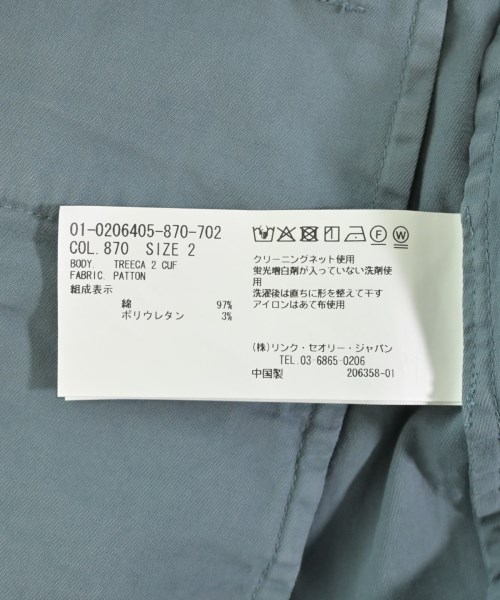 01-0206405-870-702
COL. 870 SIZE 2
BODY. TREECA 2 CUF
FABRIC. PATTON
組成表示
綿 97%
ポリウレタン 3%
クリーニングネット使用
蛍光増白剤が入っていない洗剤使
用
洗濯後は直ちに形を整えて干す
アイロンはあて布使用
(株)リンク・セオリー・ジャパン
TEL.03-6865-0206
中国製 206358-01